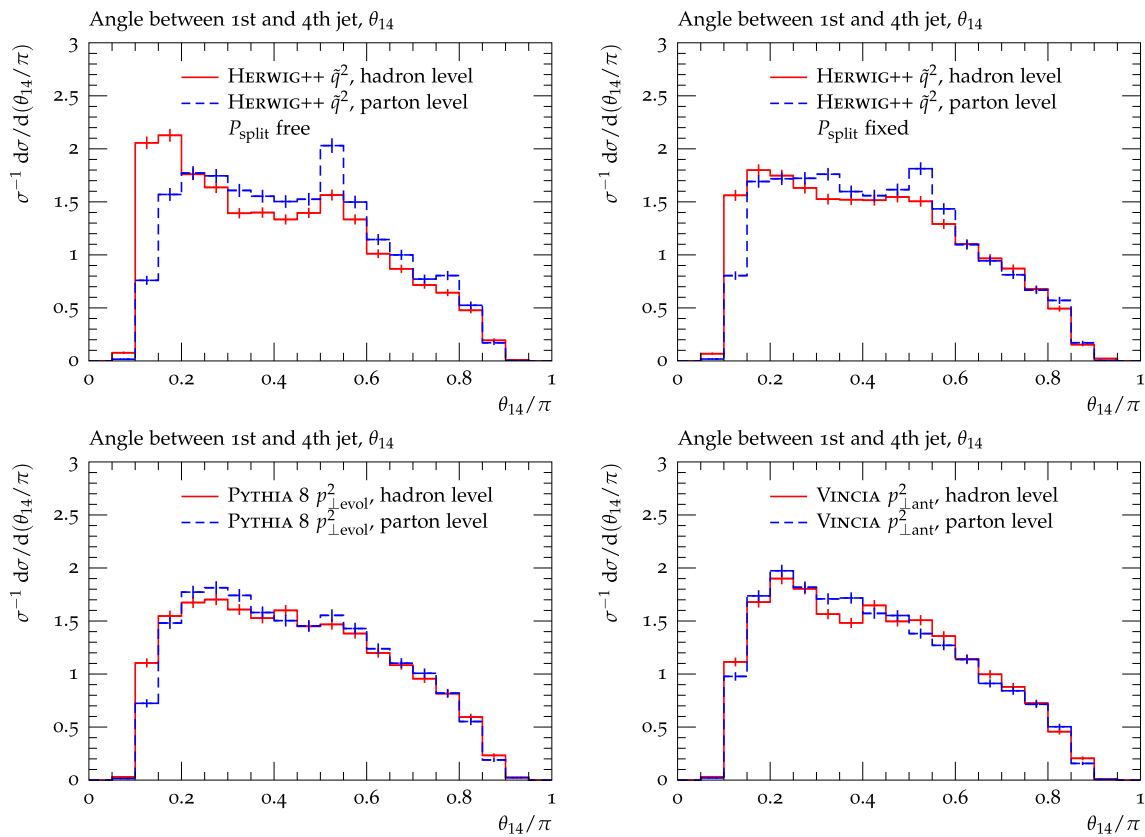 Angle between 1st and 4th jet, θ₁₄
σ⁻¹ dσ/d(θ₁₄/π)
3
2.5
2
1.5
1
0.5
0
HERWIG++ q̃², hadron level
HERWIG++ q̃², parton level
P_split free
0 0.2 0.4 0.6 0.8 1
θ₁₄/π
Angle between 1st and 4th jet, θ₁₄
σ⁻¹ dσ/d(θ₁₄/π)
3
2.5
2
1.5
1
0.5
0
HERWIG++ q̃², hadron level
HERWIG++ q̃², parton level
P_split fixed
0 0.2 0.4 0.6 0.8 1
θ₁₄/π
Angle between 1st and 4th jet, θ₁₄
σ⁻¹ dσ/d(θ₁₄/π)
3
2.5
2
1.5
1
0.5
0
PYTHIA 8 p²_⊥evol, hadron level
PYTHIA 8 p²_⊥evol, parton level
0 0.2 0.4 0.6 0.8 1
θ₁₄/π
Angle between 1st and 4th jet, θ₁₄
σ⁻¹ dσ/d(θ₁₄/π)
3
2.5
2
1.5
1
0.5
0
VINCIA p²_⊥ant, hadron level
VINCIA p²_⊥ant, parton level
0 0.2 0.4 0.6 0.8 1
θ₁₄/π